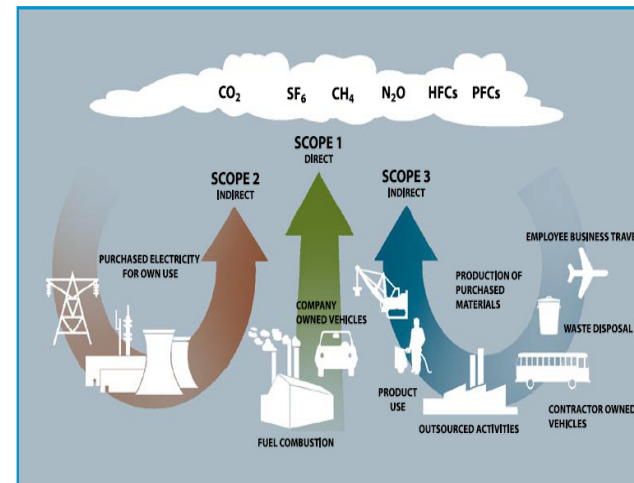 CO₂ SF₆ CH₄ N₂O HFCs PFCs
SCOPE 1
DIRECT
SCOPE 2
INDIRECT
SCOPE 3
INDIRECT
EMPLOYEE BUSINESS TRAVE
PURCHASED ELECTRICITY
FOR OWN USE
PRODUCTION OF
PURCHASED
MATERIALS
COMPANY
OWNED VEHICLES
WASTE DISPOSAL
PRODUCT
USE
CONTRACTOR OWNED
VEHICLES
OUTSOURCED ACTIVITIES
FUEL COMBUSTION